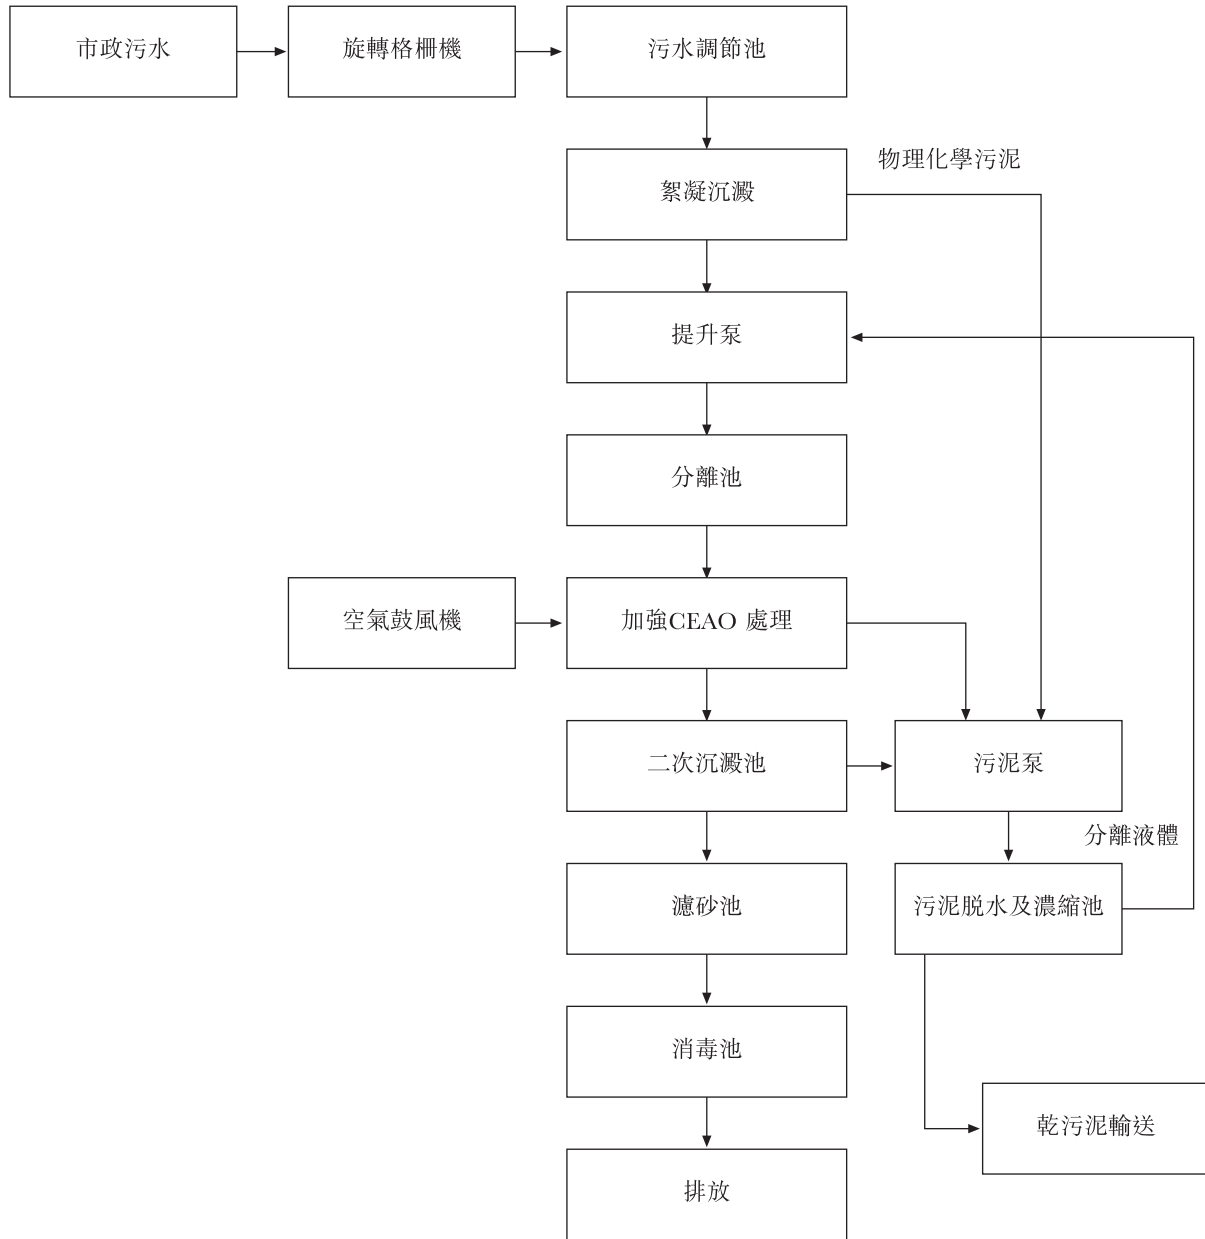 市政污水
旋轉格柵機
污水調節池
物理化學污泥
絮凝沉澱
提升泵
分離池
空氣鼓風機
加強CEAO 處理
二次沉澱池
污泥泵
分離液體
濾砂池
污泥脱水及濃縮池
消毒池
乾污泥輸送
排放